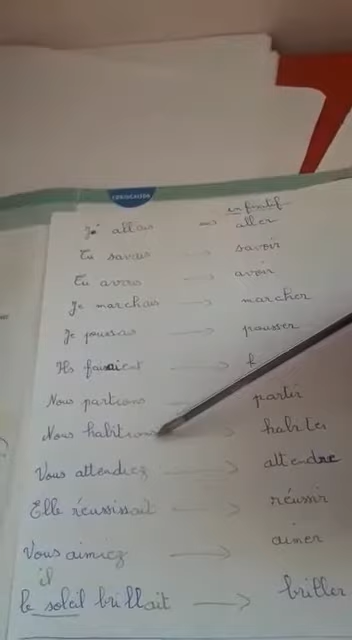 infinitif
J'allais → aller
Tu savais → savoir
Tu avais → avoir
Je marchais → marcher
Je poussais → pousser
Ils faisaient → f
Nous partions → partir
Nous habitions → habiter
Vous attendiez → attendre
Elle réussissait → réussir
Vous aimiez → aimer
il
le soleil brillait → briller